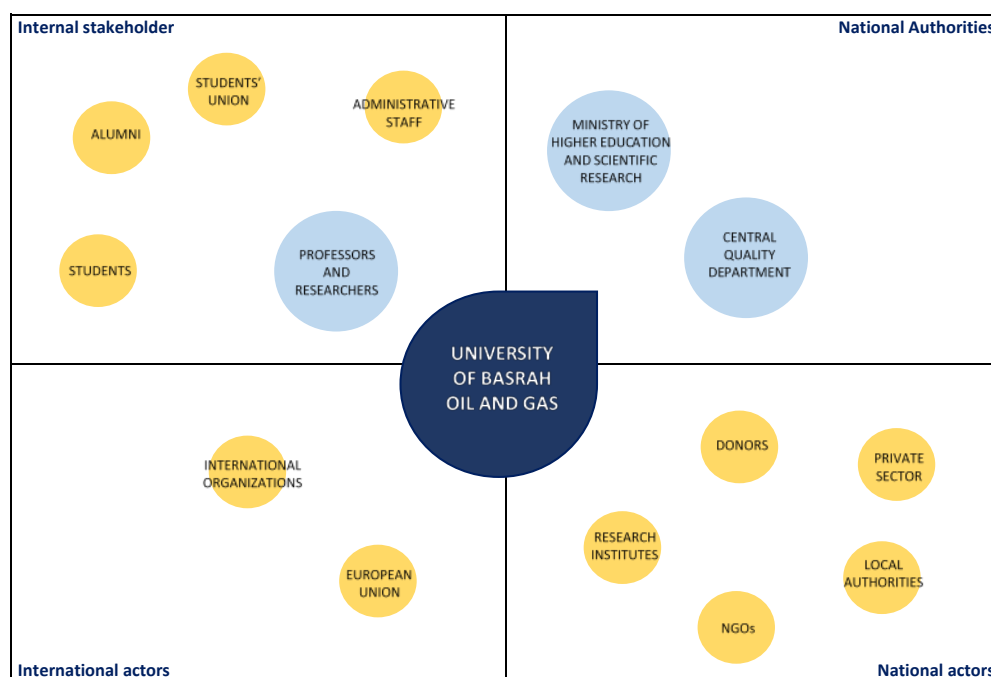 Internal stakeholder
National Authorities
STUDENTS'
UNION
ADMINISTRATIVE
STAFF
ALUMNI
STUDENTS
PROFESSORS
AND
RESEARCHERS
MINISTRY OF
HIGHER EDUCATION
AND SCIENTIFIC
RESEARCH
CENTRAL
QUALITY
DEPARTMENT
UNIVERSITY
OF BASRAH
OIL AND GAS
INTERNATIONAL
ORGANIZATIONS
EUROPEAN
UNION
DONORS
PRIVATE
SECTOR
RESEARCH
INSTITUTES
LOCAL
AUTHORITIES
NGOs
International actors
National actors